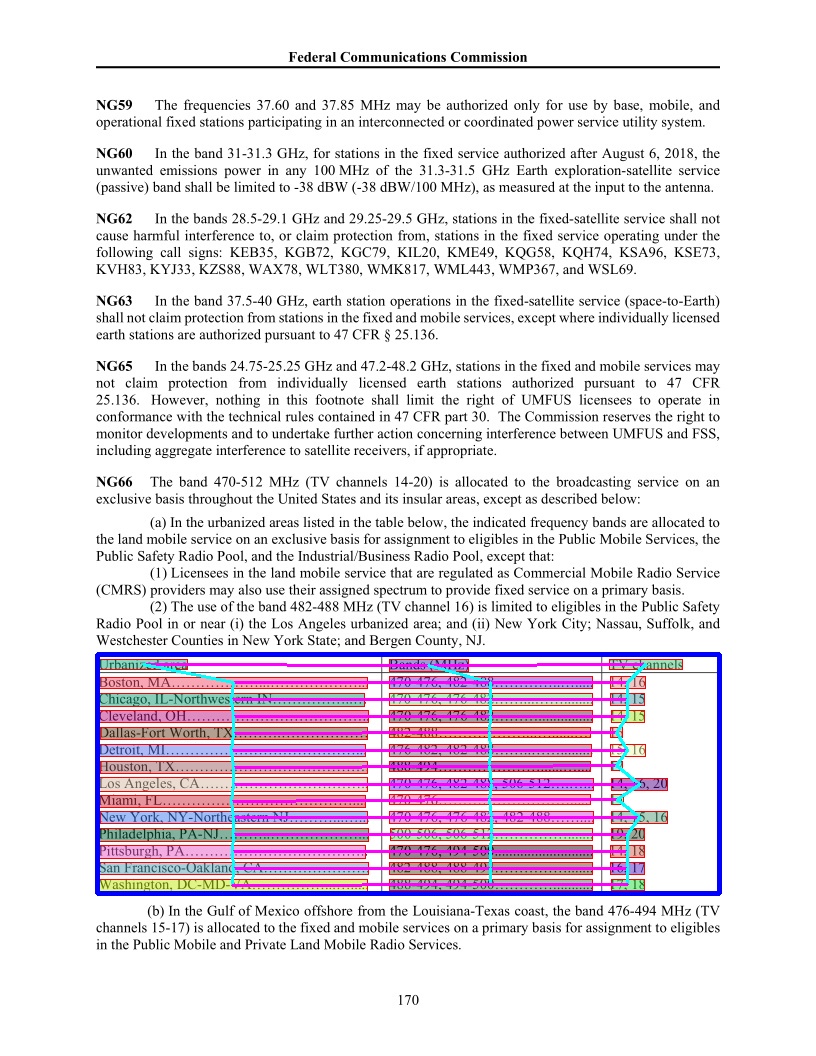 Federal Communications Commission
NG59 The frequencies 37.60 and 37.85 MHz may be authorized only for use by base, mobile, and
operational fixed stations participating in an interconnected or coordinated power service utility system.
NG60 In the band 31-31.3 GHz, for stations in the fixed service authorized after August 6, 2018, the
unwanted emissions power in any 100 MHz of the 31.3-31.5 GHz Earth exploration-satellite service
(passive) band shall be limited to -38 dBW (-38 dBW/100 MHz), as measured at the input to the antenna.
NG62 In the bands 28.5-29.1 GHz and 29.25-29.5 GHz, stations in the fixed-satellite service shall not
cause harmful interference to, or claim protection from, stations in the fixed service operating under the
following call signs: KEB35, KGB72, KGC79, KIL20, KME49, KQG58, KQH74, KSA96, KSE73,
KVH83, KYJ33, KZS88, WAX78, WLT380, WMK817, WML443, WMP367, and WSL69.
NG63 In the band 37.5-40 GHz, earth station operations in the fixed-satellite service (space-to-Earth)
shall not claim protection from stations in the fixed and mobile services, except where individually licensed
earth stations are authorized pursuant to 47 CFR § 25.136.
NG65 In the bands 24.75-25.25 GHz and 47.2-48.2 GHz, stations in the fixed and mobile services may
not claim protection from individually licensed earth stations authorized pursuant to 47 CFR
25.136. However, nothing in this footnote shall limit the right of UMFUS licensees to operate in
conformance with the technical rules contained in 47 CFR part 30. The Commission reserves the right to
monitor developments and to undertake further action concerning interference between UMFUS and FSS,
including aggregate interference to satellite receivers, if appropriate.
NG66 The band 470-512 MHz (TV channels 14-20) is allocated to the broadcasting service on an
exclusive basis throughout the United States and its insular areas, except as described below:
(a) In the urbanized areas listed in the table below, the indicated frequency bands are allocated to
the land mobile service on an exclusive basis for assignment to eligibles in the Public Mobile Services, the
Public Safety Radio Pool, and the Industrial/Business Radio Pool, except that:
(1) Licensees in the land mobile service that are regulated as Commercial Mobile Radio Service
(CMRS) providers may also use their assigned spectrum to provide fixed service on a primary basis.
(2) The use of the band 482-488 MHz (TV channel 16) is limited to eligibles in the Public Safety
Radio Pool in or near (i) the Los Angeles urbanized area; and (ii) New York City; Nassau, Suffolk, and
Westchester Counties in New York State; and Bergen County, NJ.
Urbanized area Bands (MHz) TV channels
Boston, MA 470-476, 482-488 14, 16
Chicago, IL-Northwestern IN 470-476, 476-482 14, 15
Cleveland, OH 470-476, 476-482 14, 15
Dallas-Fort Worth, TX 482-488
Detroit, MI 476-482, 482-488 15, 16
Houston, TX 488-494
Los Angeles, CA 470-476, 482-488, 506-512 14, 16, 20
Miami, FL 470-476
New York, NY-Northeastern NJ 470-476, 476-482, 482-488 14, 15, 16
Philadelphia, PA-NJ 500-506, 506-512 19, 20
Pittsburgh, PA 470-476, 494-500 14, 18
San Francisco-Oakland, CA 482-488, 488-494 16, 17
Washington, DC-MD-VA 488-494, 494-500 17, 18
(b) In the Gulf of Mexico offshore from the Louisiana-Texas coast, the band 476-494 MHz (TV
channels 15-17) is allocated to the fixed and mobile services on a primary basis for assignment to eligibles
in the Public Mobile and Private Land Mobile Radio Services.
170